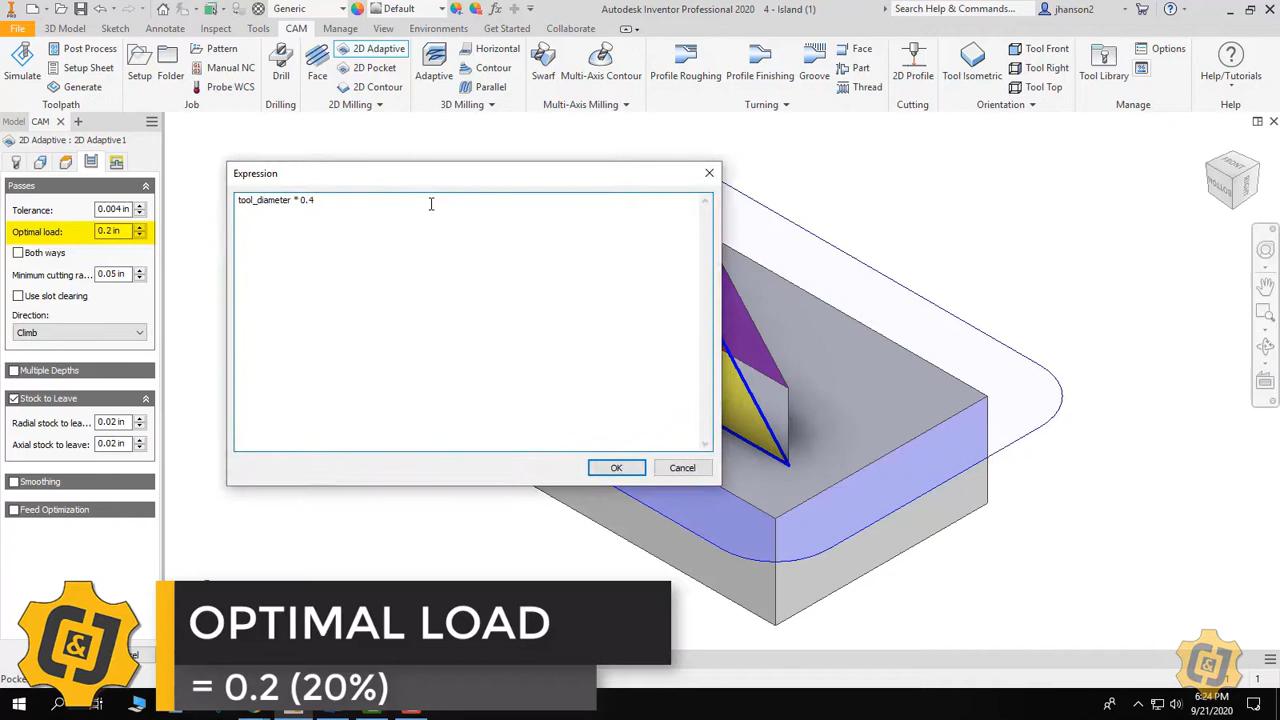 Generic
Default
Autodesk Inventor Professional 2020 4 - Island (1)
Search Help & Commands...
jhanson2
File
3D Model
Sketch
Annotate
Inspect
Tools
CAM
Manage
View
Environments
Get Started
Collaborate
Simulate
Post Process
Setup Sheet
Generate
Toolpath
Setup
Folder
Pattern
Manual NC
Probe WCS
Job
Drill
Drilling
Face
2D Adaptive
2D Pocket
2D Contour
2D Milling
Adaptive
Horizontal
Contour
Parallel
3D Milling
Swarf
Multi-Axis Contour
Multi-Axis Milling
Profile Roughing
Profile Finishing
Groove
Face
Part
Thread
Turning
2D Profile
Cutting
Tool Isometric
Tool Front
Tool Right
Tool Top
Orientation
Tool Library
Options
Manage
Help/Tutorials
Help
Model
CAM
2D Adaptive : 2D Adaptive1
Passes
Tolerance: 0.004 in
Optimal load: 0.2 in
Both ways
Minimum cutting ra... 0.05 in
Use slot clearing
Direction:
Climb
Multiple Depths
Stock to Leave
Radial stock to lea... 0.02 in
Axial stock to leave: 0.02 in
Smoothing
Feed Optimization
Expression
tool_diameter * 0.4
OK
Cancel
FRONT
BOTTOM
OPTIMAL LOAD
= 0.2 (20%)
1
6:24 PM
9/21/2020